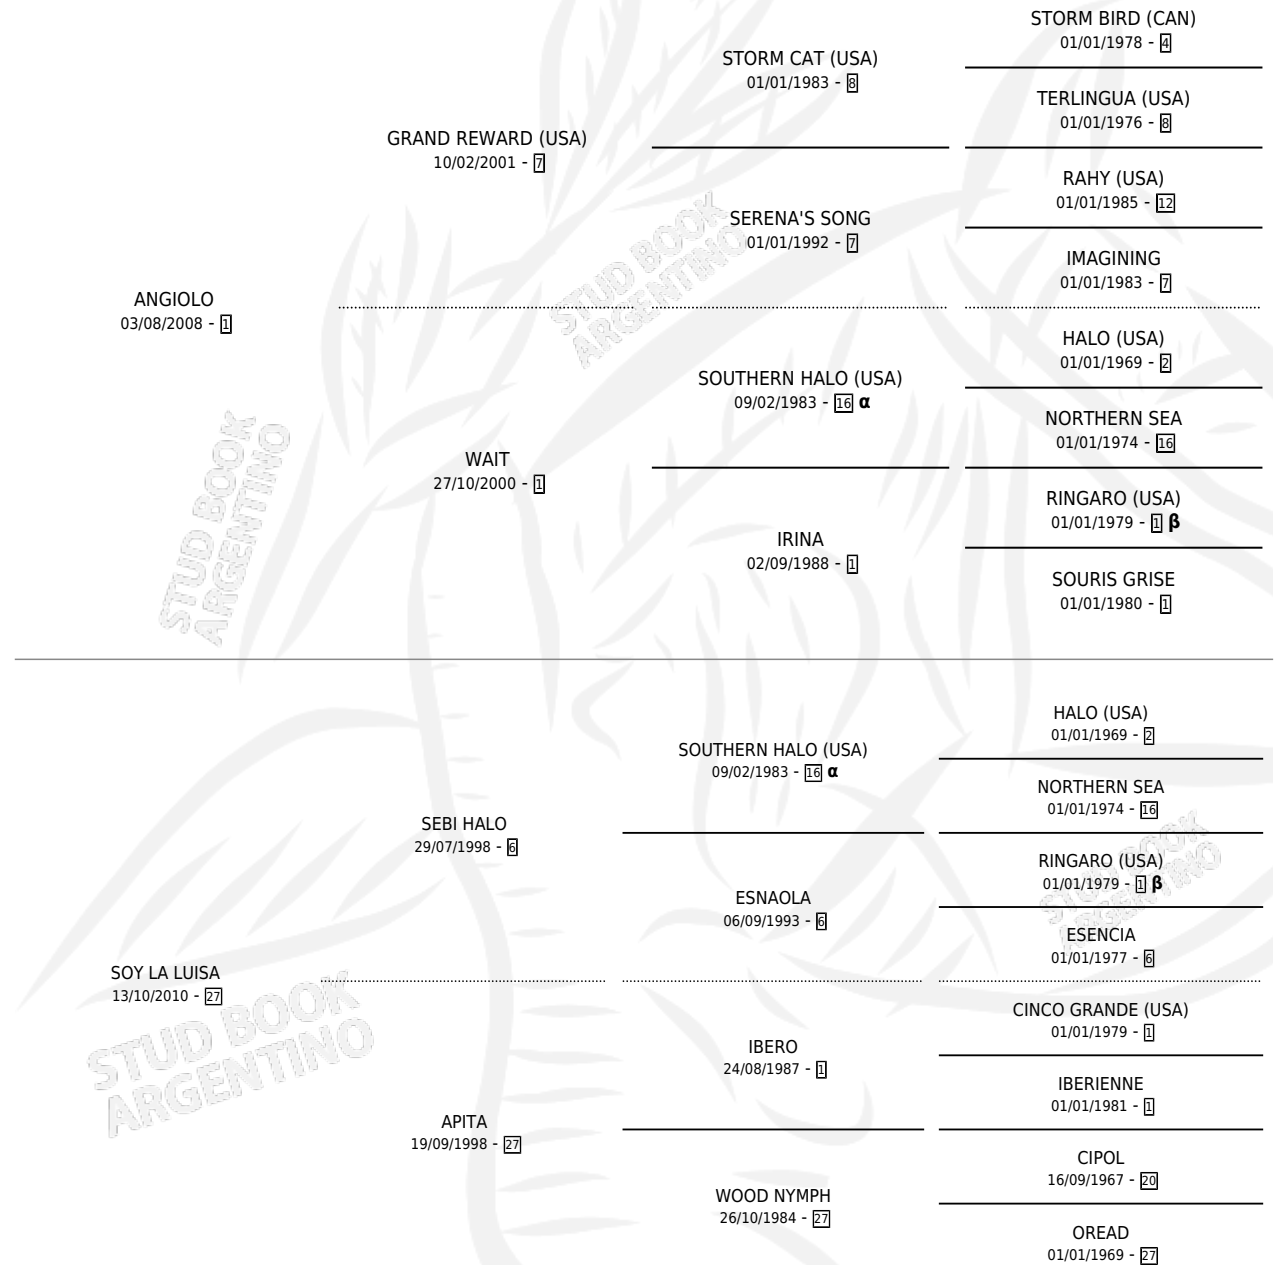 STORM BIRD (CAN)
01/01/1978 - 4
STORM CAT (USA)
01/01/1983 - 8
TERLINGUA (USA)
01/01/1976 - 8
GRAND REWARD (USA)
10/02/2001 - 7
RAHY (USA)
01/01/1985 - 12
SERENA'S SONG
01/01/1992 - 7
IMAGINING
01/01/1983 - 7
STUD BOOK
ARGENTINO
ANGIOLO
03/08/2008 - 1
HALO (USA)
01/01/1969 - 2
SOUTHERN HALO (USA)
09/02/1983 - 16 α
NORTHERN SEA
01/01/1974 - 16
WAIT
27/10/2000 - 1
RINGARO (USA)
01/01/1979 - 1 β
IRINA
02/09/1988 - 1
SOURIS GRISE
01/01/1980 - 1
STUD BOOK
ARGENTINO
HALO (USA)
01/01/1969 - 2
SOUTHERN HALO (USA)
09/02/1983 - 16 α
NORTHERN SEA
01/01/1974 - 16
SEBI HALO
29/07/1998 - 6
RINGARO (USA)
01/01/1979 - 1 β
ESNAOLA
06/09/1993 - 6
ESENCIA
01/01/1977 - 6
STUD BOOK
ARGENTINO
SOY LA LUISA
13/10/2010 - 27
CINCO GRANDE (USA)
01/01/1979 - 1
IBERO
24/08/1987 - 1
IBERIENNE
01/01/1981 - 1
APITA
19/09/1998 - 27
CIPOL
16/09/1967 - 20
WOOD NYMPH
26/10/1984 - 27
OREAD
01/01/1969 - 27
STUD BOOK
ARGENTINO